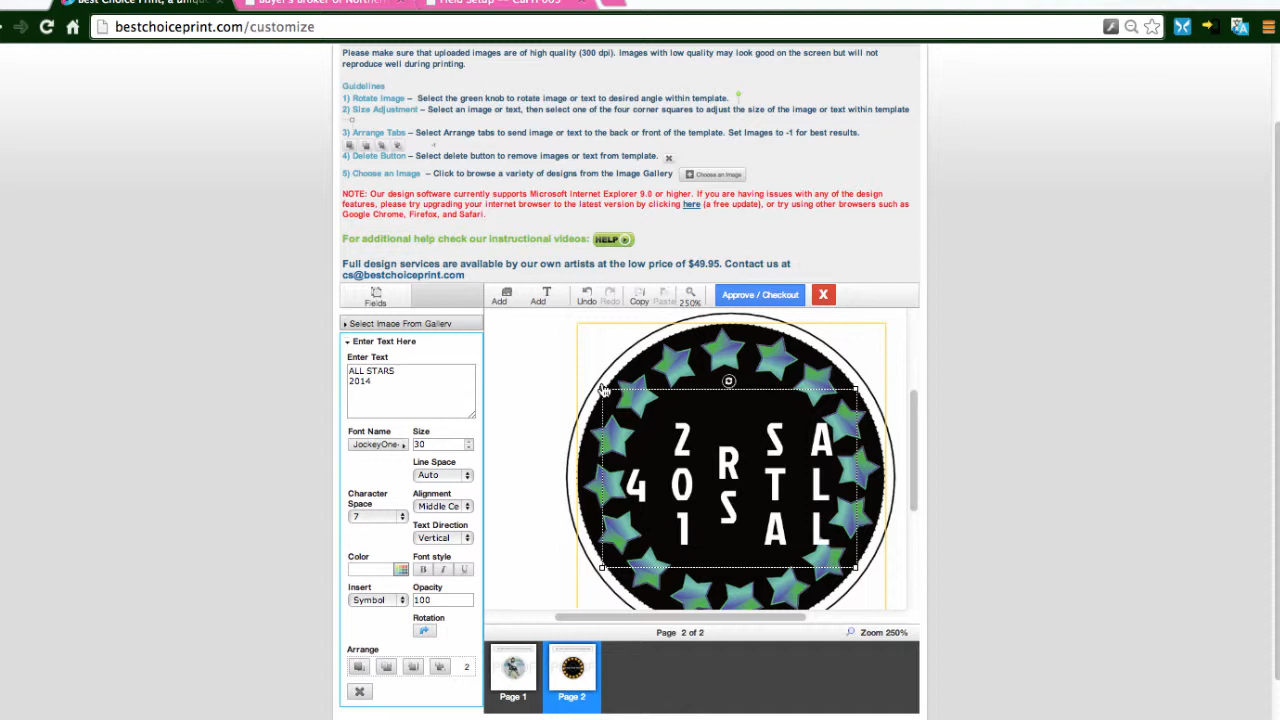 Best Choice Print, a uniqu
Buyer's Broker of Northern
Field Setup
bestchoiceprint.com/customize
Please make sure that uploaded images are of high quality (300 dpi). Images with low quality may look good on the screen but will not
reproduce well during printing.
Guidelines
1) Rotate Image – Select the green knob to rotate image or text to desired angle within template.
2) Size Adjustment – Select an image or text, then select one of the four corner squares to adjust the size of the image or text within template
3) Arrange Tabs – Select Arrange tabs to send image or text to the back or front of the template. Set Images to -1 for best results.
4) Delete Button – Select delete button to remove images or text from template.
5) Choose an Image – Click to browse a variety of designs from the Image Gallery Choose an Image
NOTE: Our design software currently supports Microsoft Internet Explorer 9.0 or higher. If you are having issues with any of the design
features, please try upgrading your internet browser to the latest version by clicking here (a free update), or try using other browsers such as
Google Chrome, Firefox, and Safari.
For additional help check our instructional videos: HELP
Full design services are available by our own artists at the low price of $49.95. Contact us at
cs@bestchoiceprint.com
Fields
Add Add Undo Redo Copy Paste 250% Approve / Checkout X
Select Image From Gallery
Enter Text Here
Enter Text
ALL STARS
2014
Font Name Size
JockeyOne- 30
Line Space
Auto
Character Space Alignment
7 Middle Ce
Text Direction
Vertical
Color Font style
B I U
Insert Opacity
Symbol 100
Rotation
Arrange
2
2 S A
R
4 0 T L
S
1 A L
Page 2 of 2 Zoom 250%
Page 1 Page 2